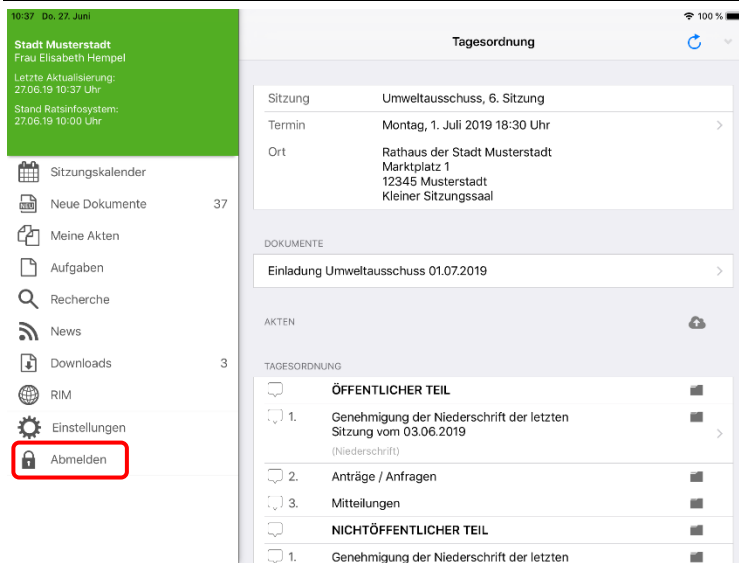 10:37 Do. 27. Juni
100 %
Stadt Musterstadt
Frau Elisabeth Hempel
Letzte Aktualisierung:
27.06.19 10:37 Uhr
Stand Ratsinfosystem:
27.06.19 10:00 Uhr
Sitzungskalender
NEU
Neue Dokumente 37
Meine Akten
Aufgaben
Recherche
News
Downloads 3
RIM
Einstellungen
Abmelden
Tagesordnung
Sitzung Umweltausschuss, 6. Sitzung
Termin Montag, 1. Juli 2019 18:30 Uhr
Ort Rathaus der Stadt Musterstadt
Marktplatz 1
12345 Musterstadt
Kleiner Sitzungssaal
DOKUMENTE
Einladung Umweltausschuss 01.07.2019
AKTEN
TAGESORDNUNG
ÖFFENTLICHER TEIL
1. Genehmigung der Niederschrift der letzten
Sitzung vom 03.06.2019
(Niederschrift)
2. Anträge / Anfragen
3. Mitteilungen
NICHTÖFFENTLICHER TEIL
1. Genehmigung der Niederschrift der letzten